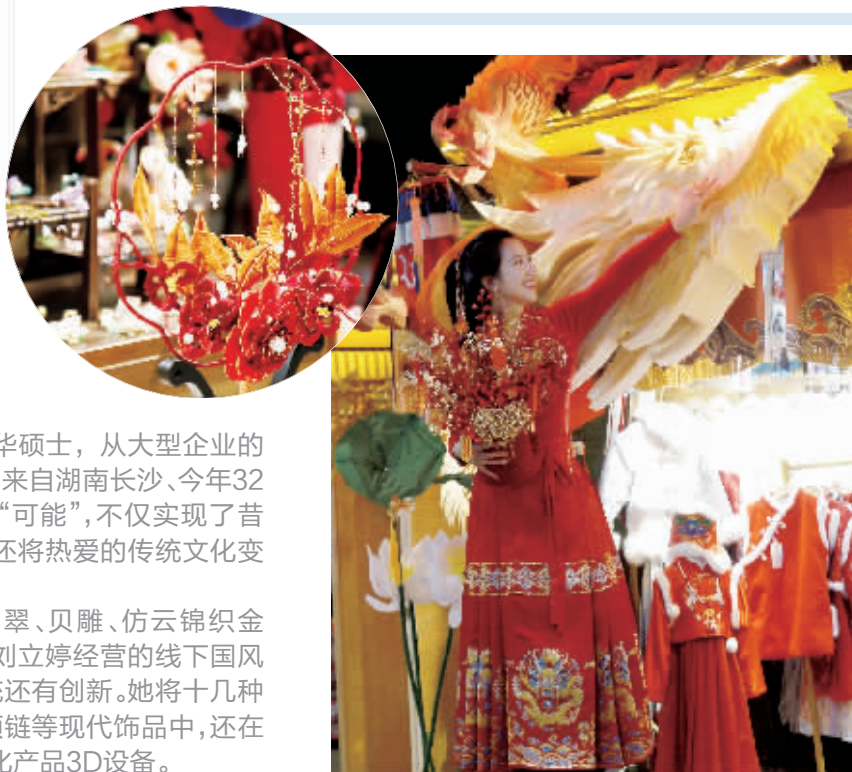 华硕士，从大型企业的
来自湖南长沙、今年32
“可能”，不仅实现了昔
还将热爱的传统文化变
翠、贝雕、仿云锦织金
刘立婷经营的线下国风
还有创新。她将十几种
链等现代饰品中，还在
化产品3D设备。